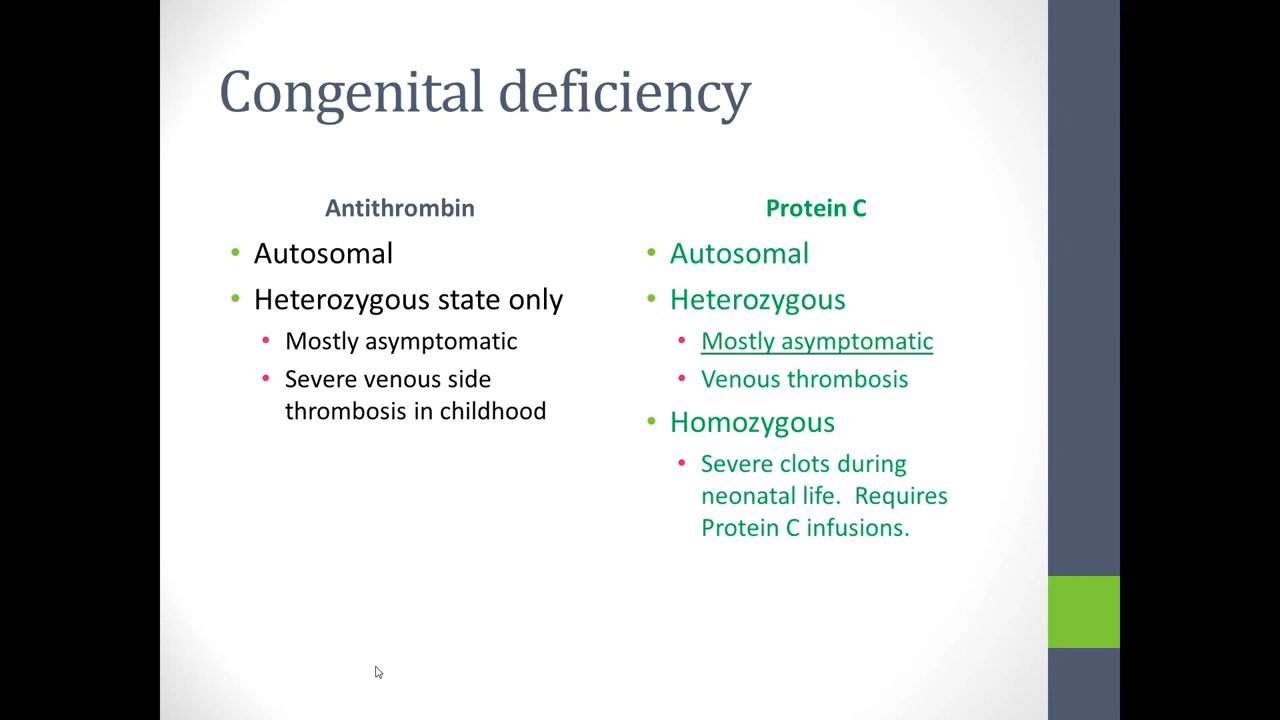 Congenital deficiency
Antithrombin
• Autosomal
• Heterozygous state only
• Mostly asymptomatic
• Severe venous side
thrombosis in childhood
Protein C
• Autosomal
• Heterozygous
• Mostly asymptomatic
• Venous thrombosis
• Homozygous
• Severe clots during
neonatal life.  Requires
Protein C infusions.